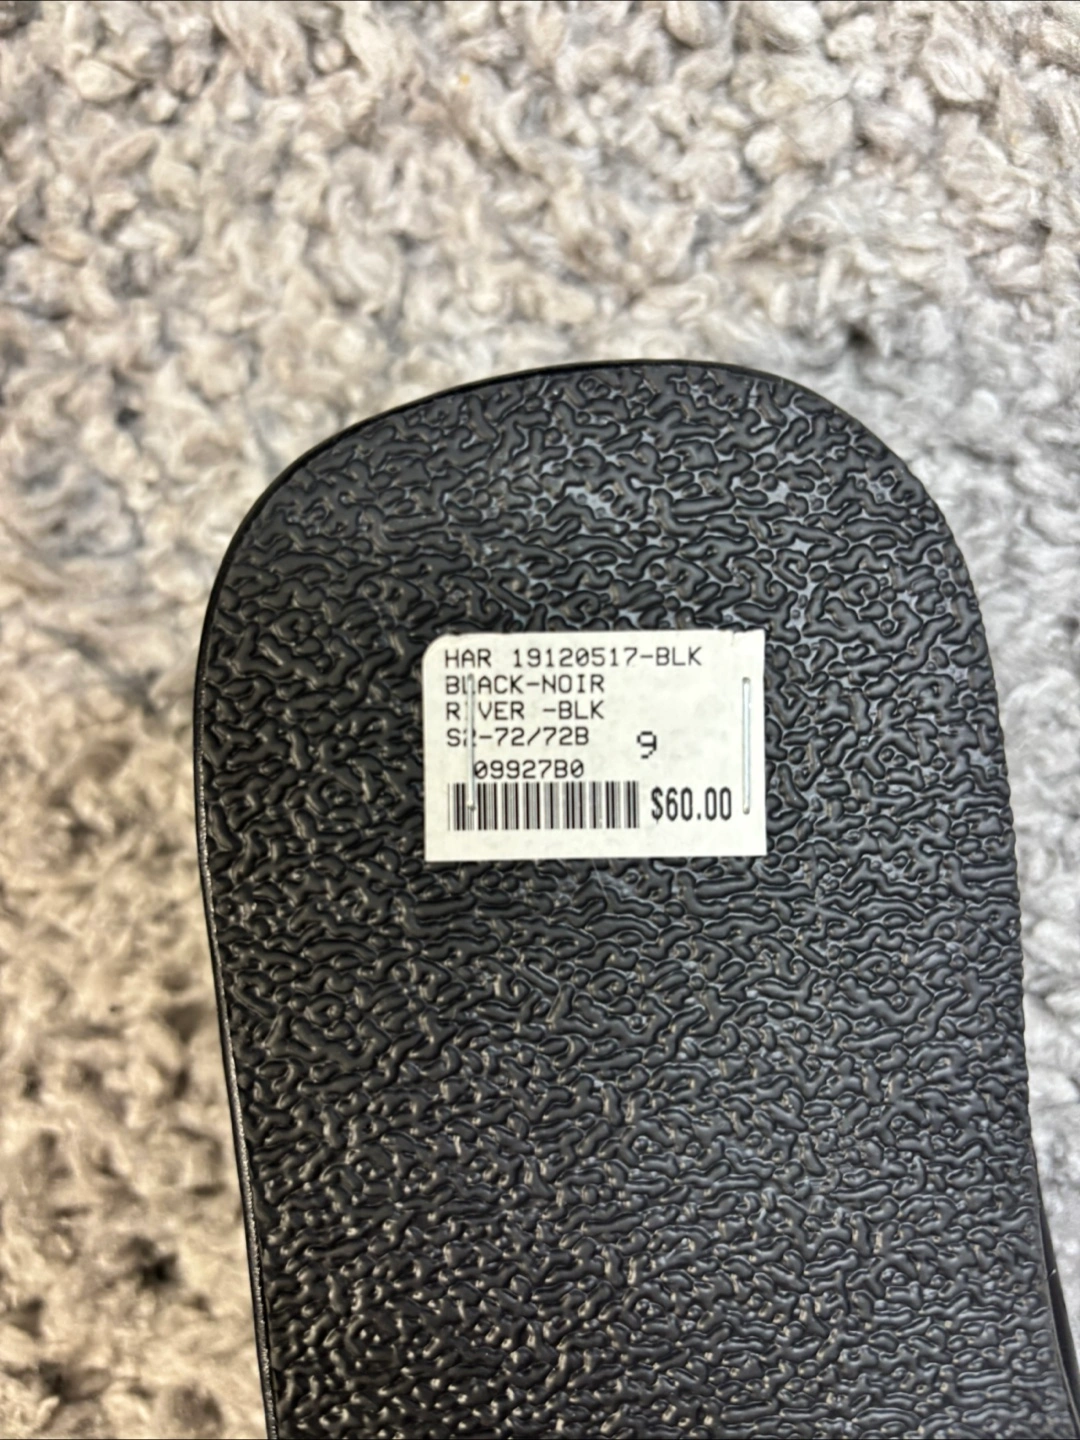 HAR 19120517-BLK
BLACK-NOIR
RIVER -BLK
S2-72/72B 9
09927B0
$60.00